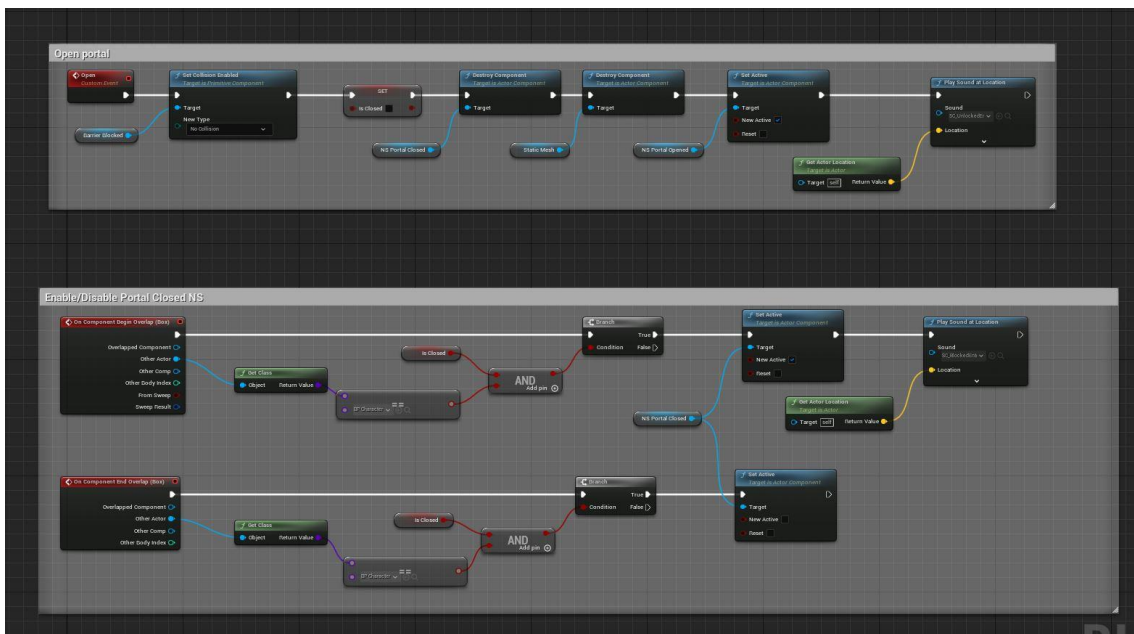 Open portal
Open
Custom Event
Set Collision Enabled
Target is Primitive Component
Target
New Type
No Collision
Barrier Blocked
SET
Is Closed
NS Portal Closed
Destroy Component
Target is Actor Component
Target
Static Mesh
Destroy Component
Target is Actor Component
Target
NS Portal Opened
Set Active
Target is Actor Component
Target
New Active
Reset
Get Actor Location
Target is Actor
Target self Return Value
Play Sound at Location
Sound
Location
Enable/Disable Portal Closed NS
On Component Begin Overlap (Box)
Overlapped Component
Other Actor
Other Comp
Other Body Index
From Sweep
Sweep Result
Get Class
Object Return Value
BP Character
==
Is Closed
AND
Add pin
Branch
True
Condition False
NS Portal Closed
Set Active
Target is Actor Component
Target
New Active
Reset
Get Actor Location
Target is Actor
Target self Return Value
Play Sound at Location
Sound
Location
On Component End Overlap (Box)
Overlapped Component
Other Actor
Other Comp
Other Body Index
Get Class
Object Return Value
BP Character
==
Is Closed
AND
Add pin
Branch
True
Condition False
Set Active
Target is Actor Component
Target
New Active
Reset